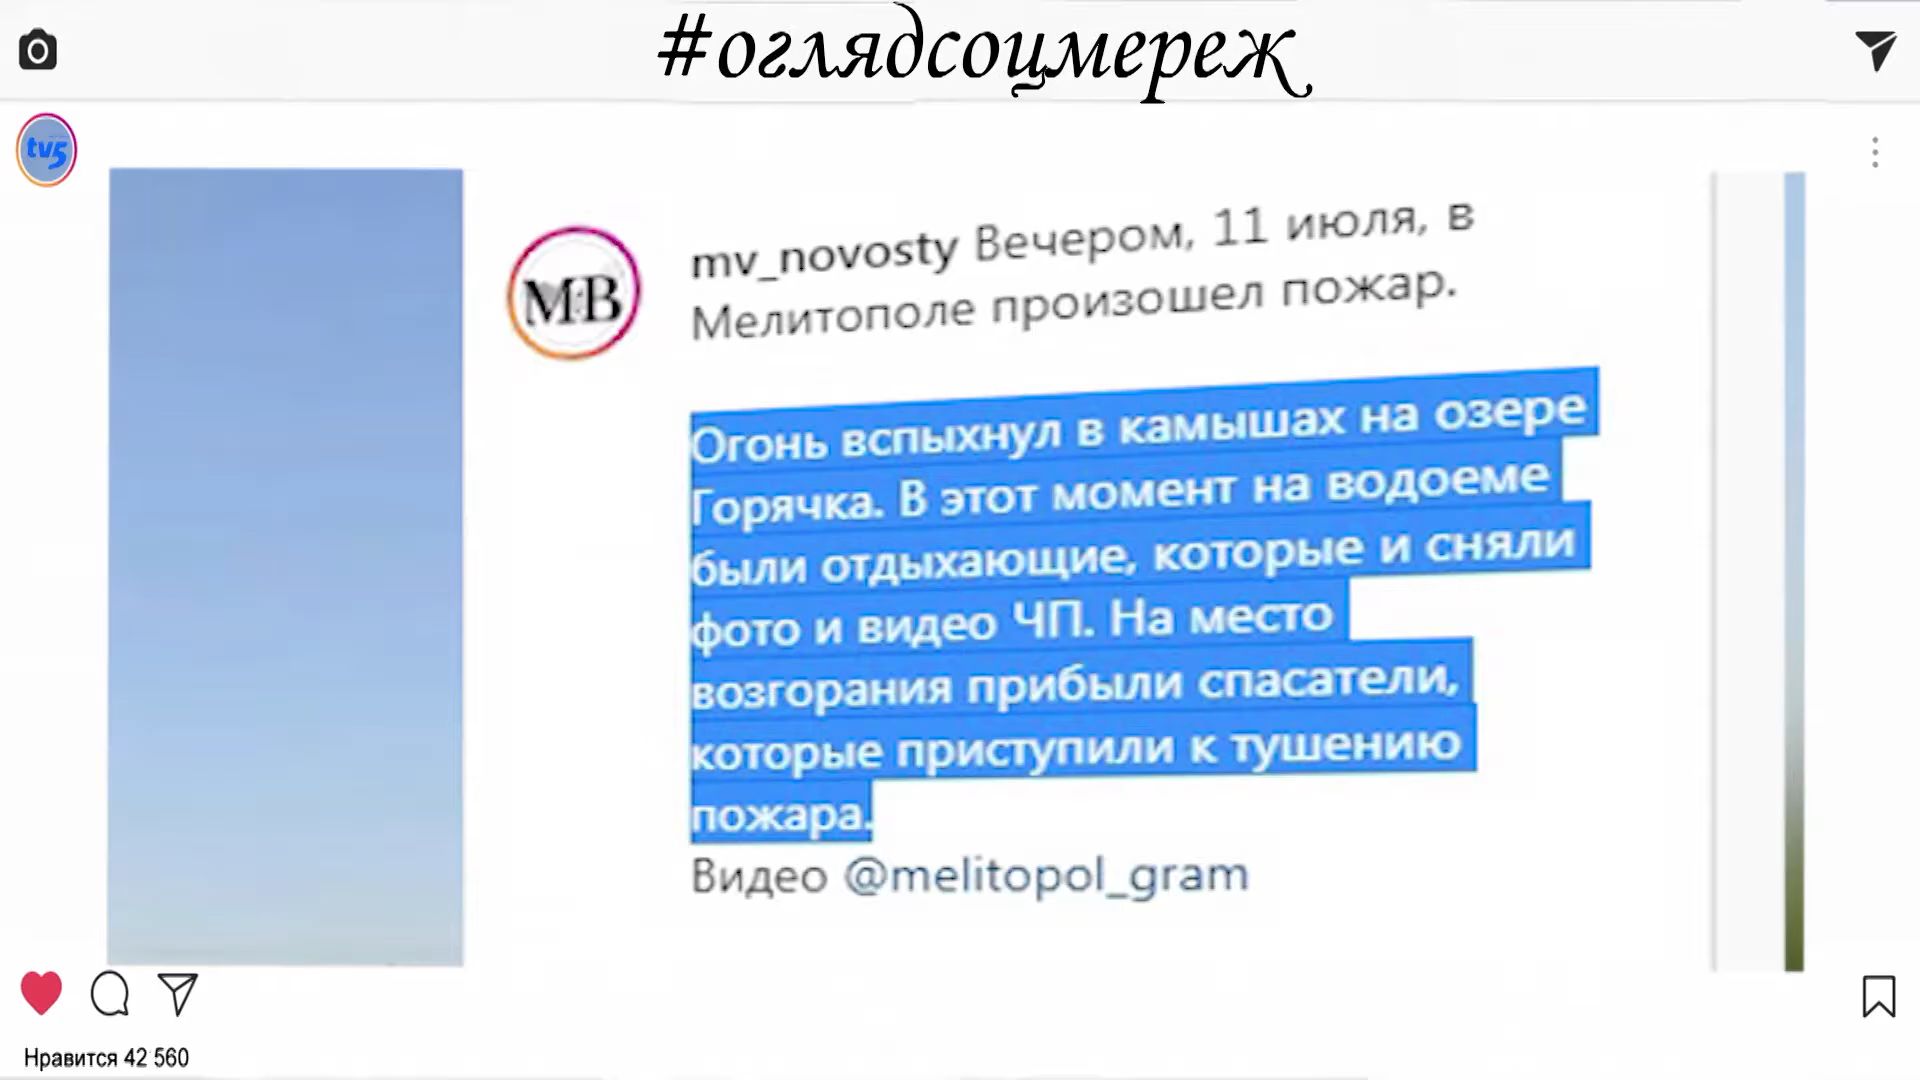 #оглядсоцмереж
tv5
mv_novosty Вечером, 11 июля, в
Мелитополе произошел пожар.
МВ
Огонь вспыхнул в камышах на озере
Горячка. В этот момент на водоеме
были отдыхающие, которые и сняли
фото и видео ЧП. На место
возгорания прибыли спасатели,
которые приступили к тушению
пожара.
Видео @melitopol_gram
Нравится 42 560